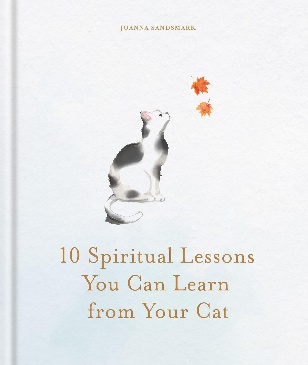 JOANNA SANDSMARK
10 Spiritual Lessons
You Can Learn
from Your Cat